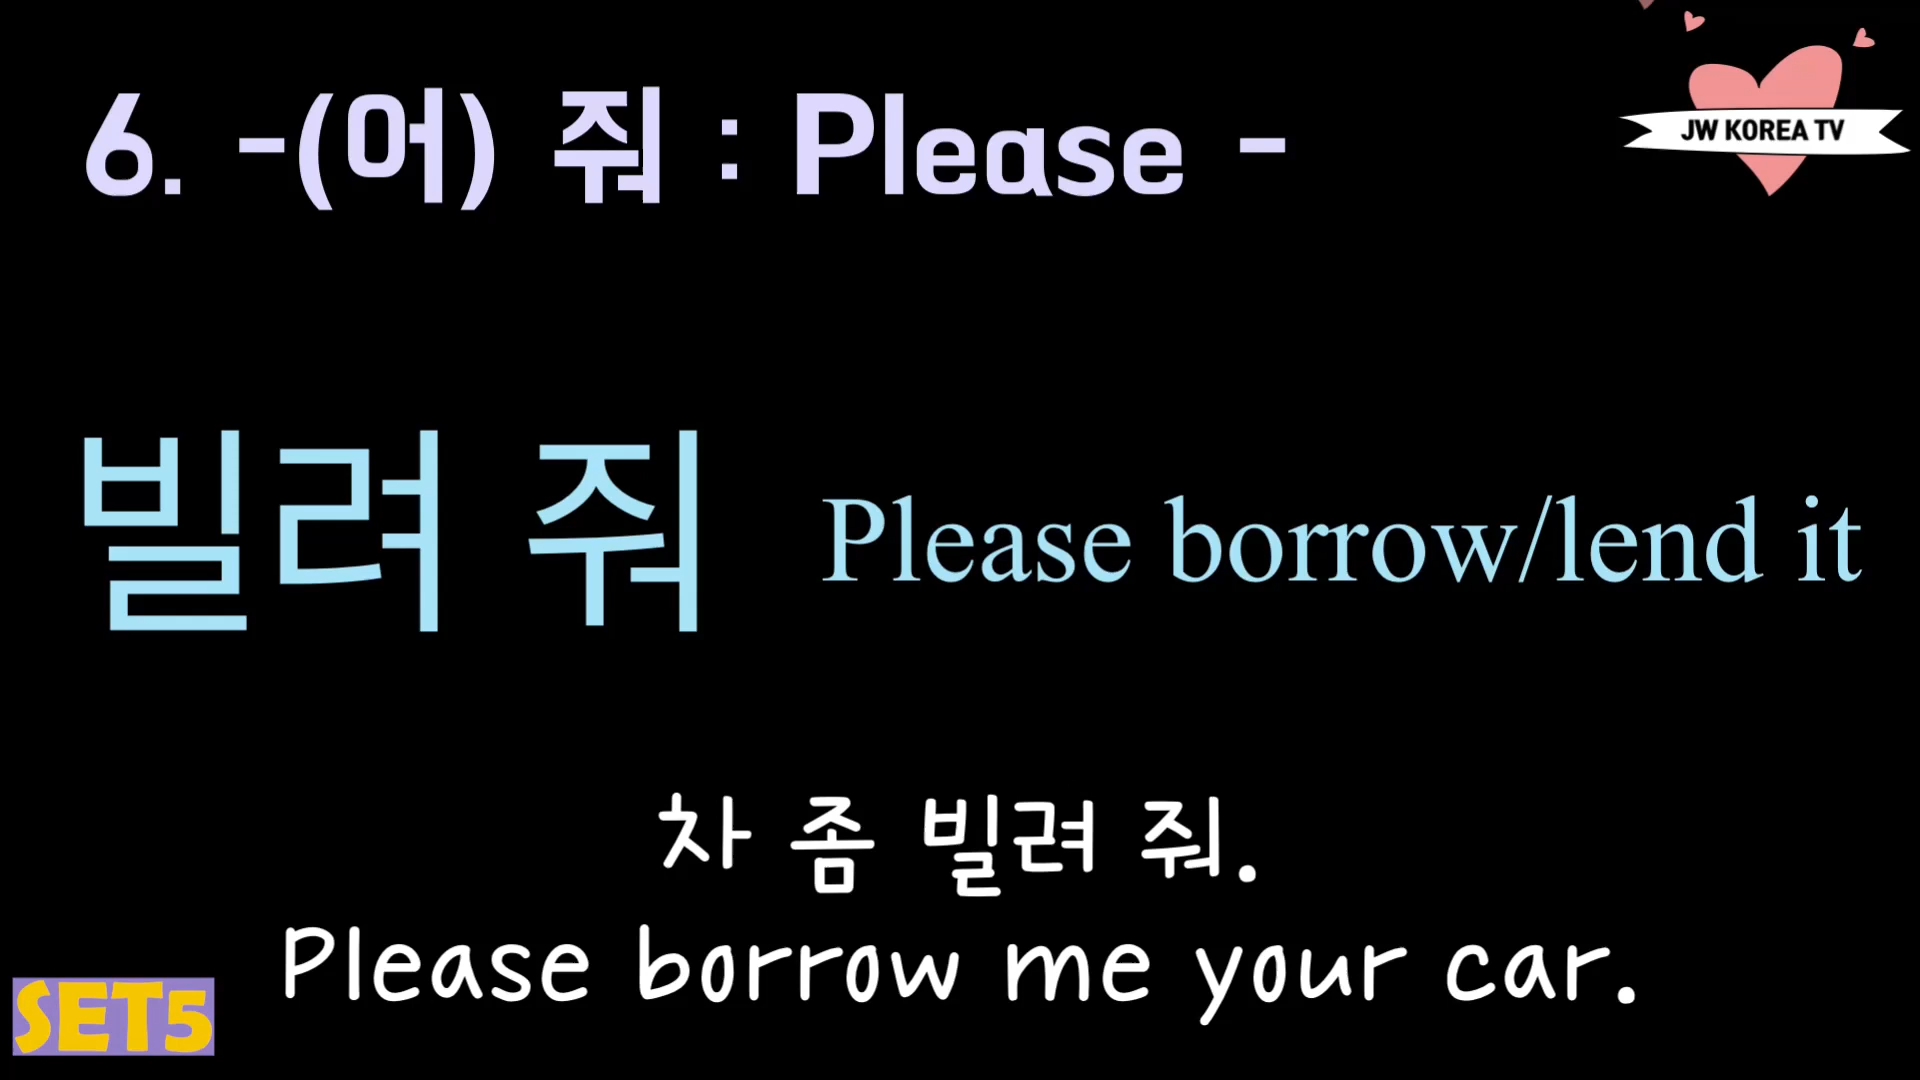 6. -(어) 줘 : Please -
JW KOREA TV
빌려 줘 Please borrow/lend it
차 좀 빌려 줘.
Please borrow me your car.
SET5